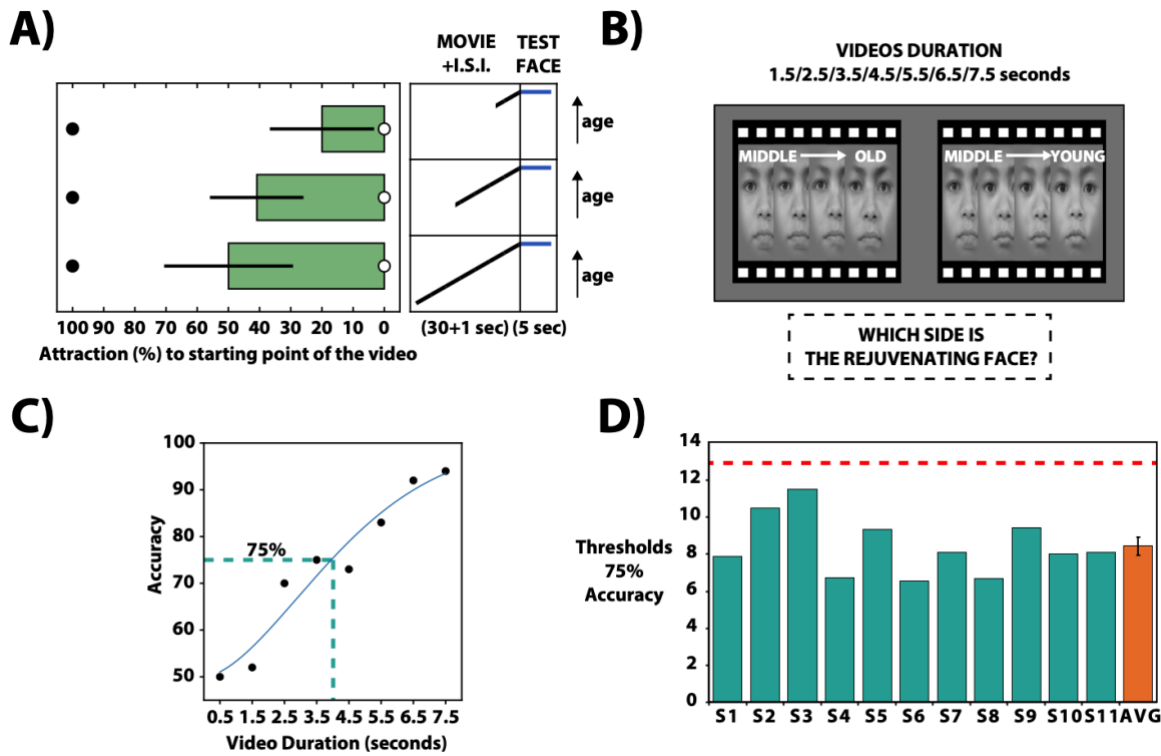 A)
MOVIE
+I.S.I.
TEST
FACE
age
age
age
100 90 80 70 60 50 40 30 20 10 0
Attraction (%) to starting point of the video
(30+1 sec) (5 sec)
B)
VIDEOS DURATION
1.5/2.5/3.5/4.5/5.5/6.5/7.5 seconds
MIDDLE OLD
MIDDLE YOUNG
WHICH SIDE IS
THE REJUVENATING FACE?
C)
100
90
80
70
60
50
Accuracy
75%
0.5 1.5 2.5 3.5 4.5 5.5 6.5 7.5
Video Duration (seconds)
D)
14
12
10
8
6
4
2
0
Thresholds
75%
Accuracy
S1 S2 S3 S4 S5 S6 S7 S8 S9 S10 S11 AVG